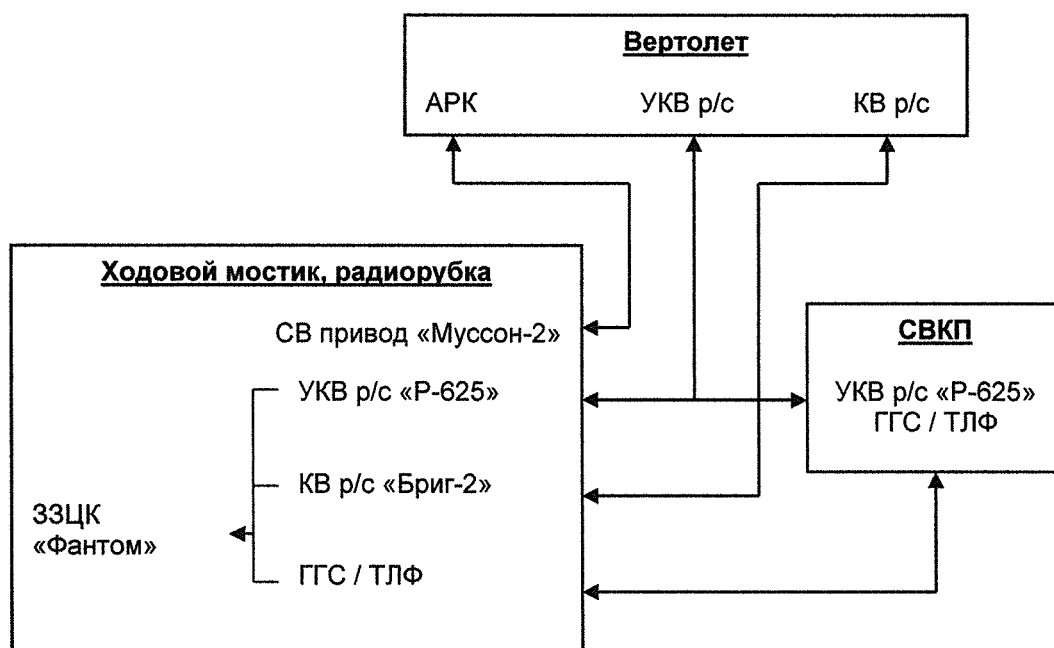 Вертолет
АРК УКВ р/с КВ р/с
Ходовой мостик, радиорубка
СВ привод «Муссон-2»
УКВ р/с «Р-625»
КВ р/с «Бриг-2»
ЗЗЦК
«Фантом»
ГГС / ТЛФ
СВКП
УКВ р/с «Р-625»
ГГС / ТЛФ